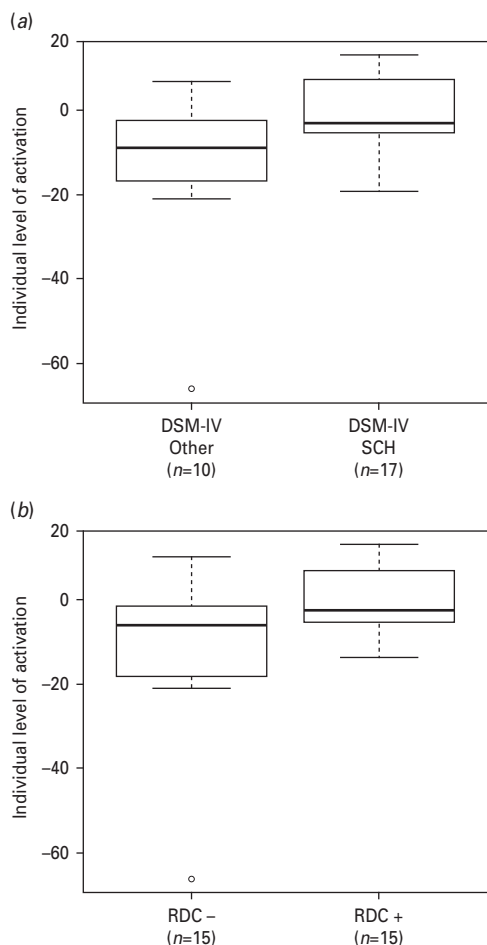 (a)
20
0
–20
–40
–60
Individual level of activation
DSM-IV
Other
(n=10)
DSM-IV
SCH
(n=17)
(b)
20
0
–20
–40
–60
Individual level of activation
RDC –
(n=15)
RDC +
(n=15)